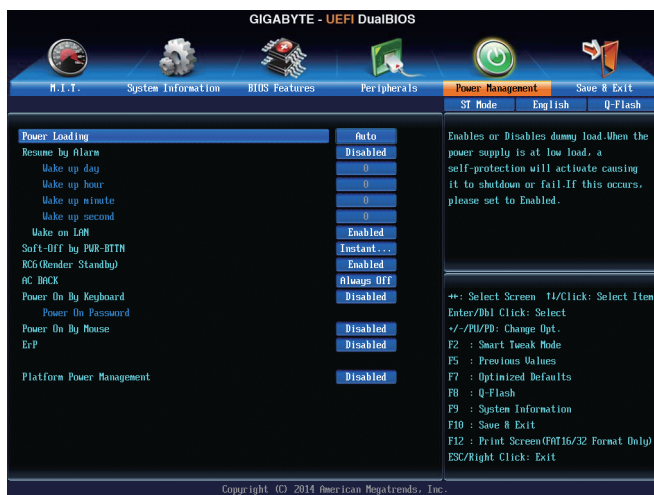 GIGABYTE - UEFI DualBIOS
M.I.T. System Information BIOS Features Peripherals Power Management Save & Exit
ST Mode English Q-Flash
Power Loading Auto
Resume by Alarm Disabled
Wake up day 0
Wake up hour 0
Wake up minute 0
Wake up second 0
Wake on LAN Enabled
Soft-Off by PWR-BTTN Instant...
RC6(Render Standby) Enabled
AC BACK Always Off
Power On By Keyboard Disabled
Power On Password
Power On By Mouse Disabled
ErP Disabled
Platform Power Management Disabled
Enables or Disables dummy load.When the
power supply is at low load, a
self-protection will activate causing
it to shutdown or fail.If this occurs,
please set to Enabled.
→←: Select Screen ↑↓/Click: Select Item
Enter/Dbl Click: Select
+/-/PU/PD: Change Opt.
F2 : Smart Tweak Mode
F5 : Previous Values
F7 : Optimized Defaults
F8 : Q-Flash
F9 : System Information
F10 : Save & Exit
F12 : Print Screen(FAT16/32 Format Only)
ESC/Right Click: Exit
Copyright (C) 2014 American Megatrends, Inc.